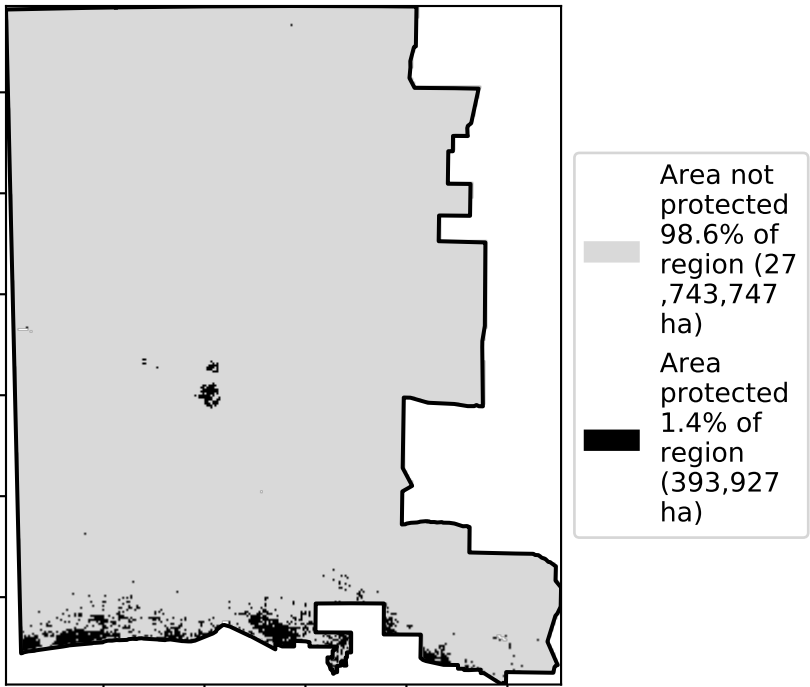 Area not
protected
98.6% of
region (27
,743,747
ha)
Area
protected
1.4% of
region
(393,927
ha)